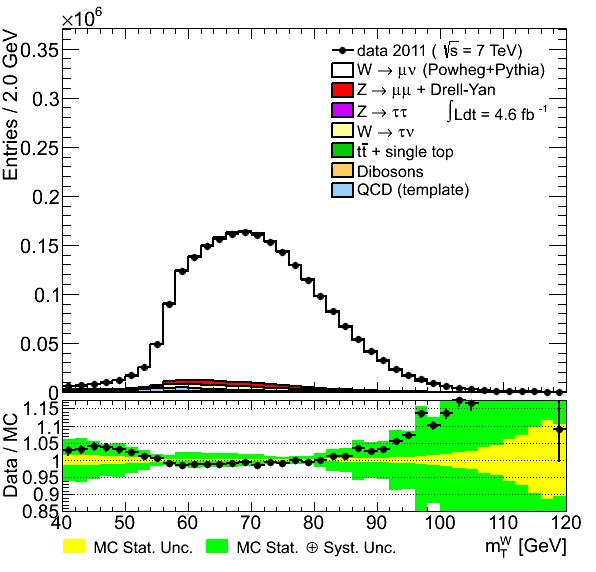 ×10⁶
Entries / 2.0 GeV
0.35
0.3
0.25
0.2
0.15
0.1
0.05
0
data 2011 ( √s = 7 TeV)
W → μν (Powheg+Pythia)
Z → μμ + Drell-Yan
Z → ττ
∫Ldt = 4.6 fb⁻¹
W → τν
tt̄ + single top
Dibosons
QCD (template)
Data / MC
1.15
1.1
1.05
1
0.95
0.9
0.85
40 50 60 70 80 90 100 110 120
MC Stat. Unc.
MC Stat. ⊕ Syst. Unc.
m_T^W [GeV]